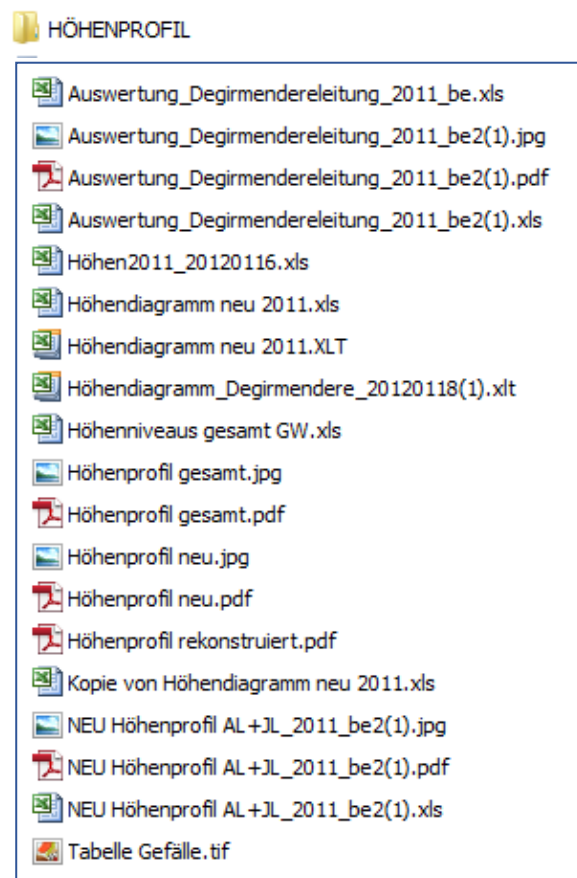 HÖHENPROFIL
Auswertung_Degirmendereleitung_2011_be.xls
Auswertung_Degirmendereleitung_2011_be2(1).jpg
Auswertung_Degirmendereleitung_2011_be2(1).pdf
Auswertung_Degirmendereleitung_2011_be2(1).xls
Höhen2011_20120116.xls
Höhendiagramm neu 2011.xls
Höhendiagramm neu 2011.XLT
Höhendiagramm_Degirmendere_20120118(1).xlt
Höhenniveaus gesamt GW.xls
Höhenprofil gesamt.jpg
Höhenprofil gesamt.pdf
Höhenprofil neu.jpg
Höhenprofil neu.pdf
Höhenprofil rekonstruiert.pdf
Kopie von Höhendiagramm neu 2011.xls
NEU Höhenprofil AL+JL_2011_be2(1).jpg
NEU Höhenprofil AL+JL_2011_be2(1).pdf
NEU Höhenprofil AL+JL_2011_be2(1).xls
Tabelle Gefälle.tif